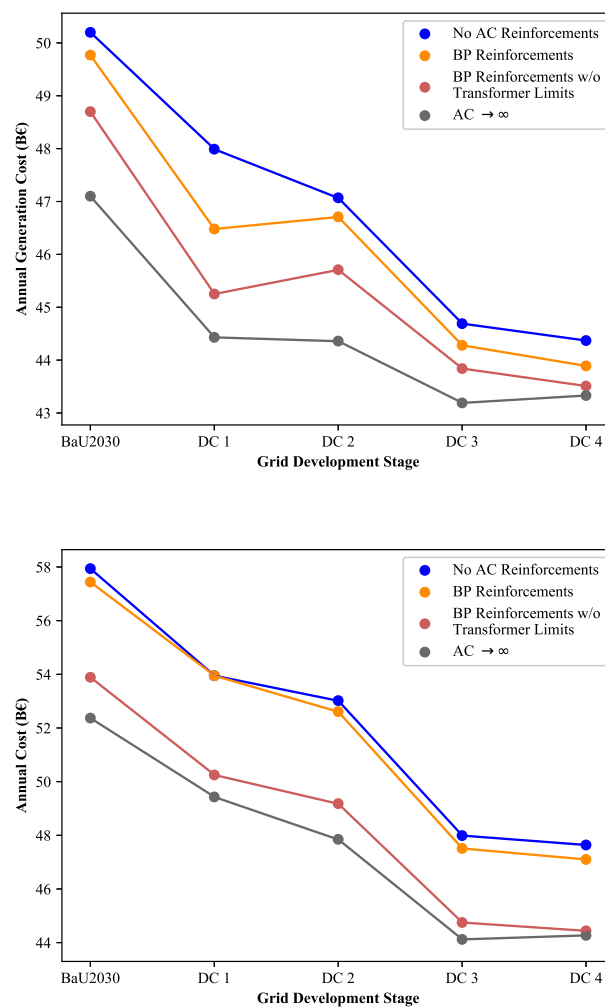 No AC Reinforcements
BP Reinforcements
BP Reinforcements w/o
Transformer Limits
AC → ∞
Annual Generation Cost (B€)
50
49
48
47
46
45
44
43
BaU2030 DC 1 DC 2 DC 3 DC 4
Grid Development Stage
No AC Reinforcements
BP Reinforcements
BP Reinforcements w/o
Transformer Limits
AC → ∞
Annual Cost (B€)
58
56
54
52
50
48
46
44
BaU2030 DC 1 DC 2 DC 3 DC 4
Grid Development Stage